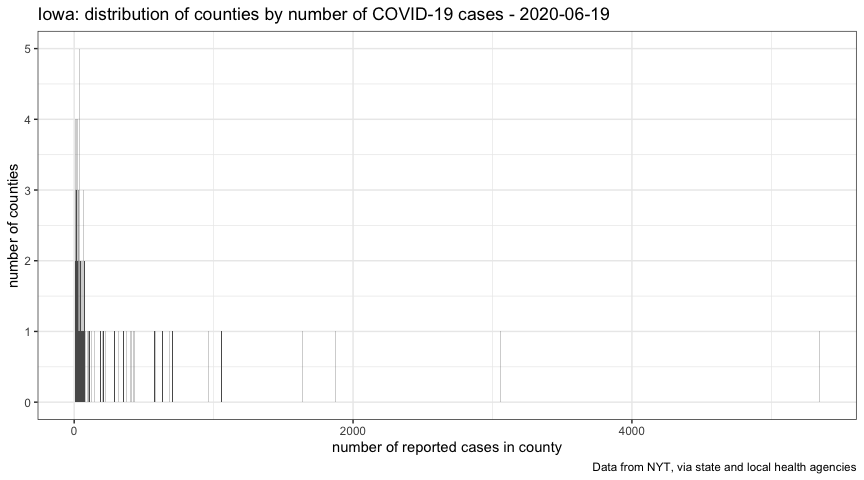 Iowa: distribution of counties by number of COVID-19 cases - 2020-06-19
5
4
3
2
1
0
number of counties
0 2000 4000
number of reported cases in county
Data from NYT, via state and local health agencies